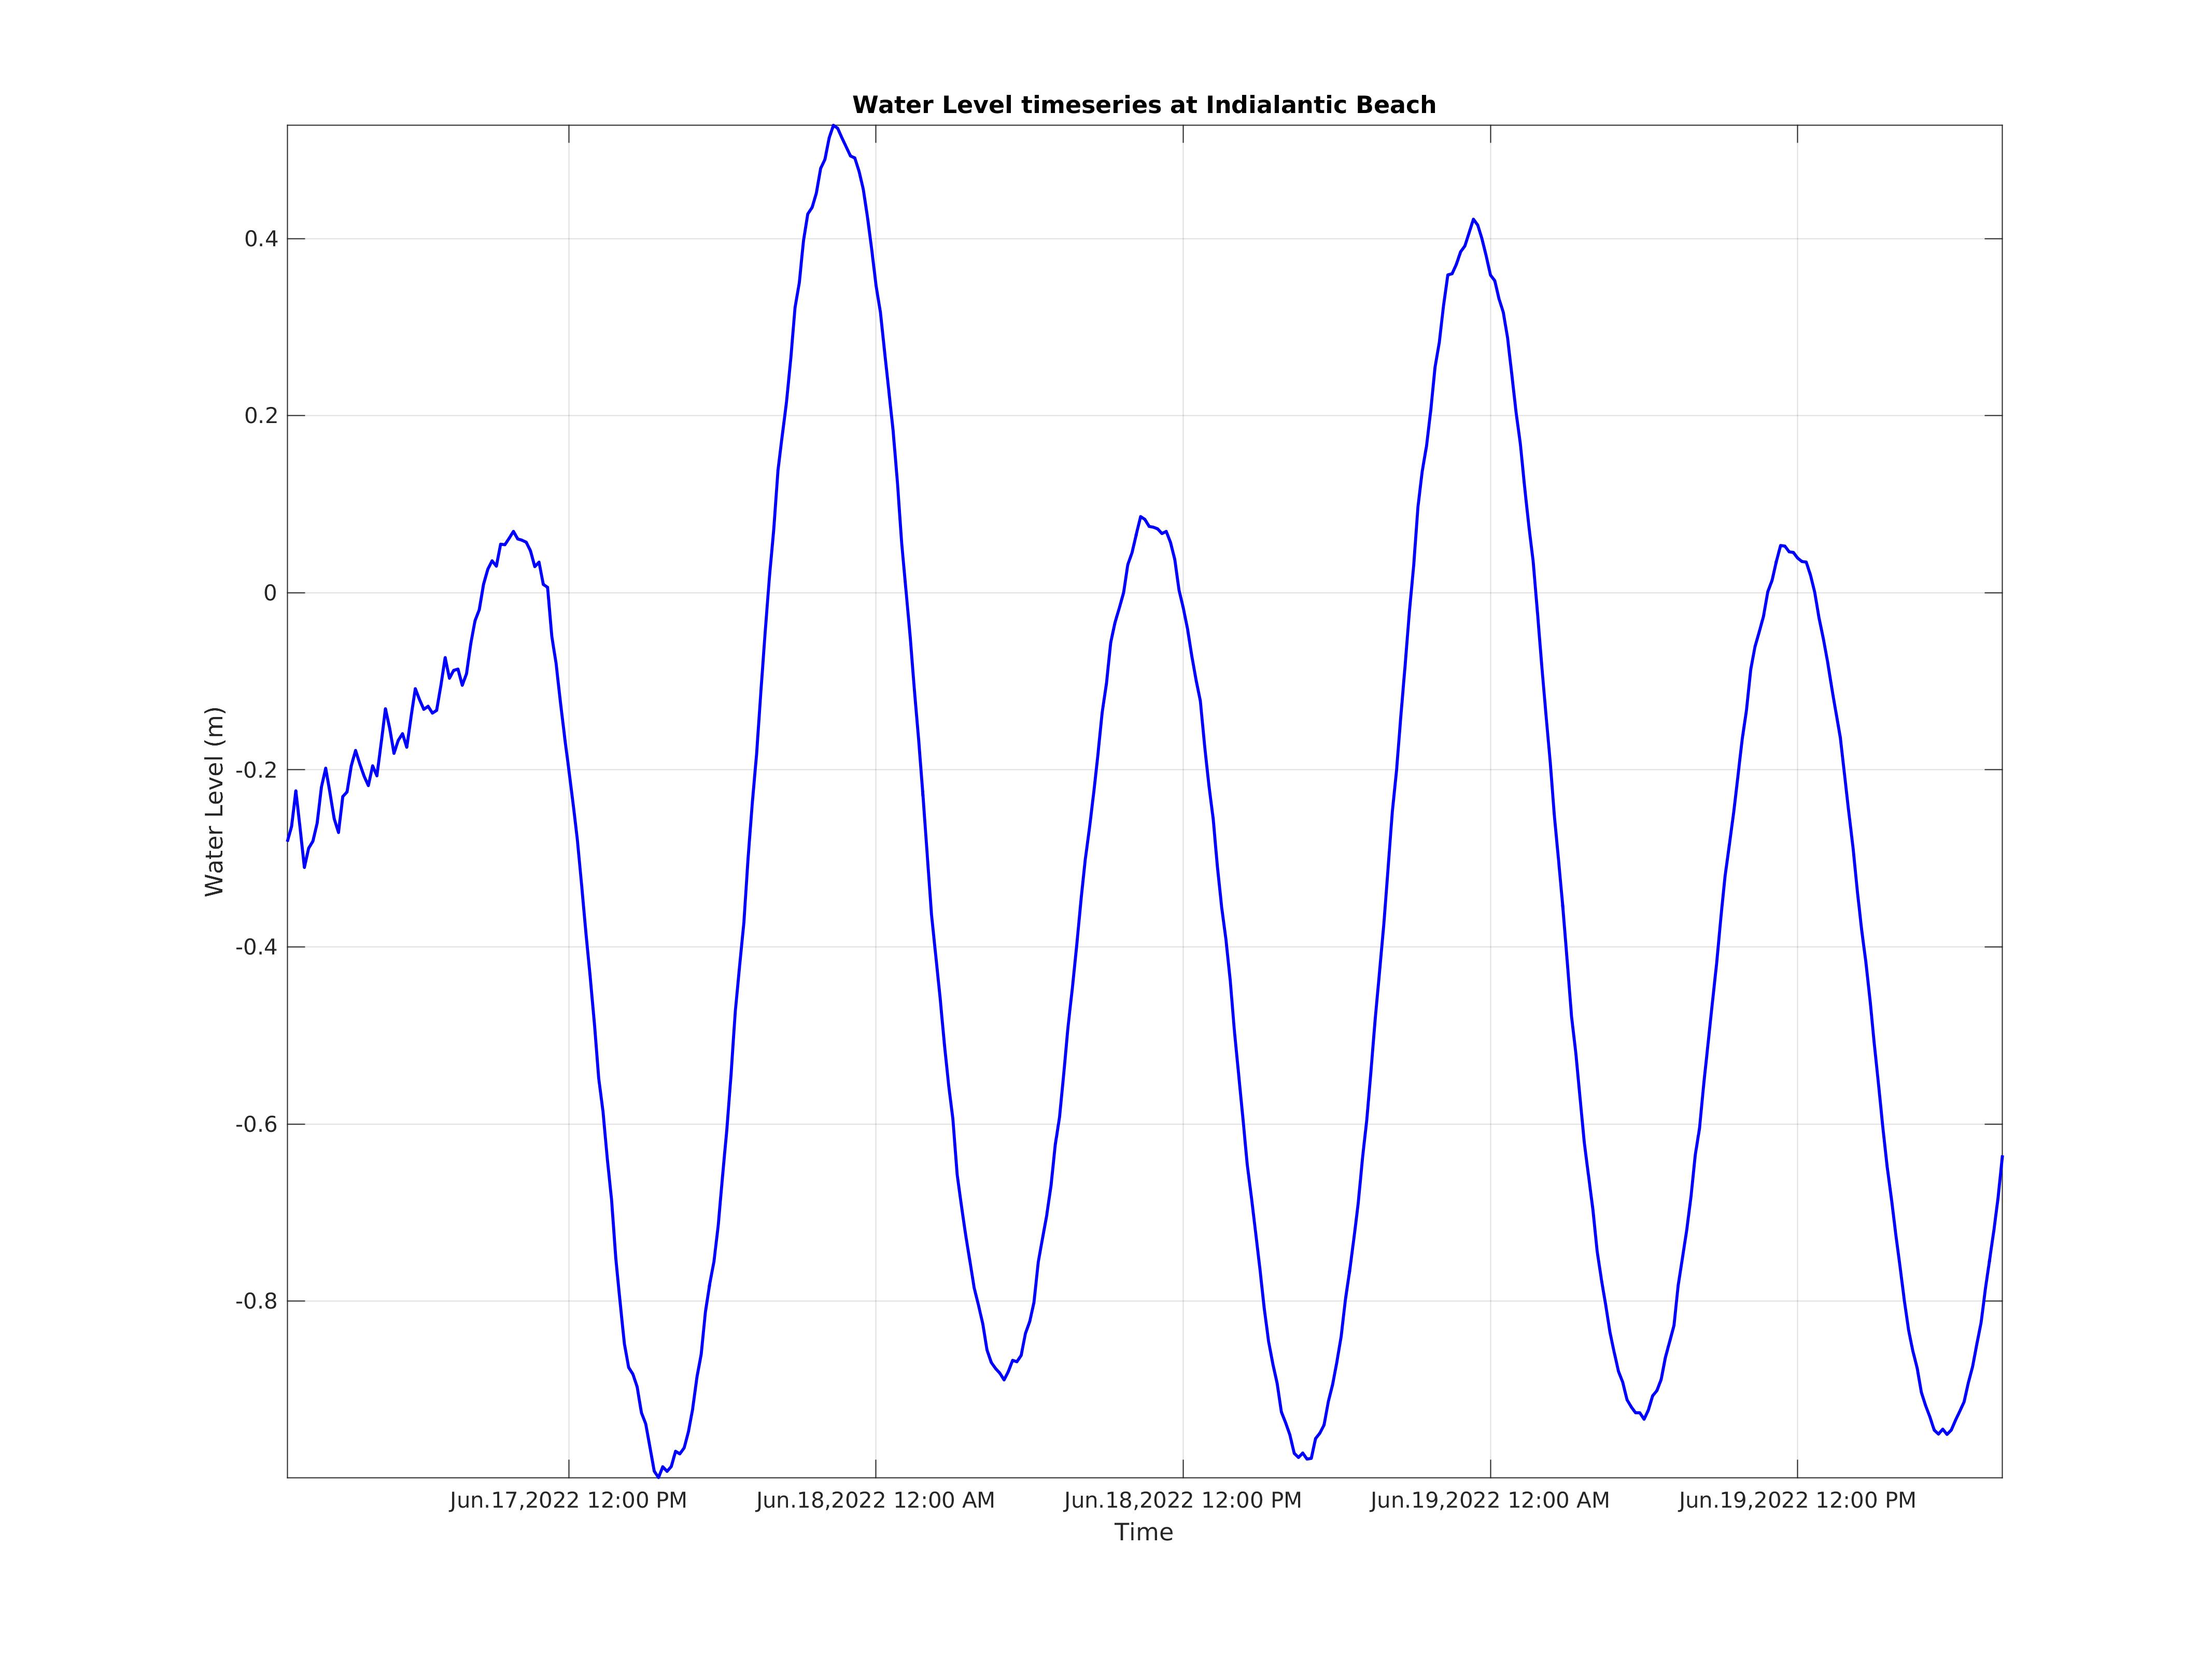 Water Level timeseries at Indialantic Beach
0.4
0.2
0
-0.2
-0.4
-0.6
-0.8
Water Level (m)
Jun.17,2022 12:00 PM
Jun.18,2022 12:00 AM
Jun.18,2022 12:00 PM
Jun.19,2022 12:00 AM
Jun.19,2022 12:00 PM
Time